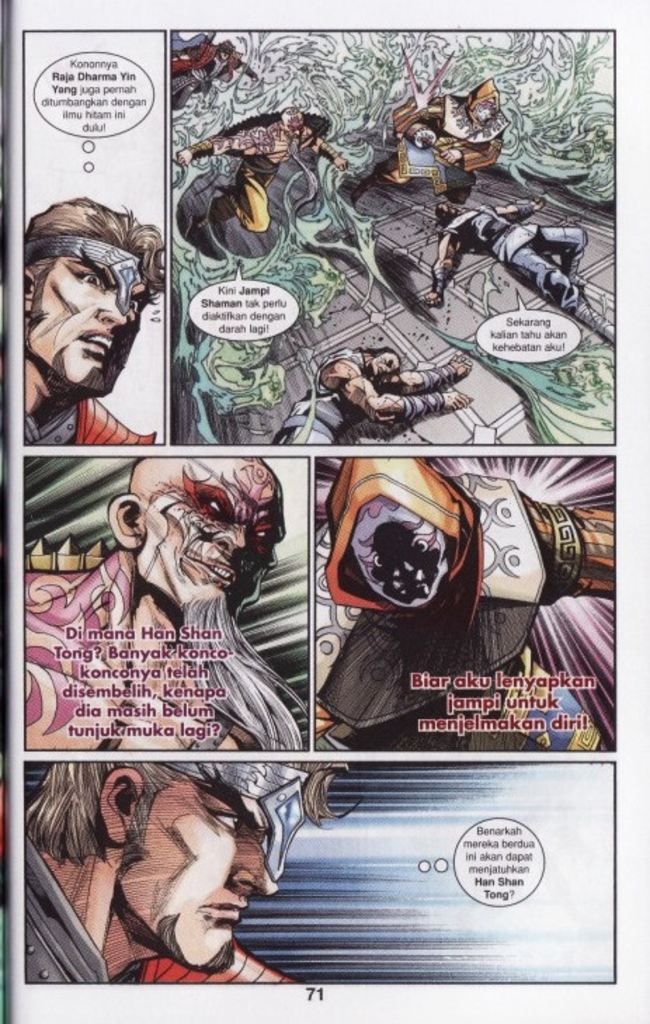 Kononnya
Raja Dharma Yin
Yang juga pernah
ditumbangkan dengan
ilmu hitam ini
dulu!
Kini Jampi
Shaman tak perlu
diaktifkan dengan
darah lagi!
Sekarang
kalian tahu akan
kehebatan aku!
Di mana Han Shan
Tong? Banyak konco-
konconya telah
disembelih, kenapa
dia masih belum
tunjuk muka lagi?
Biar aku lenyapkan
jampi untuk
menjelmakan diri!
Benarkah
mereka berdua
ini akan dapat
menjatuhkan
Han Shan
Tong?
71